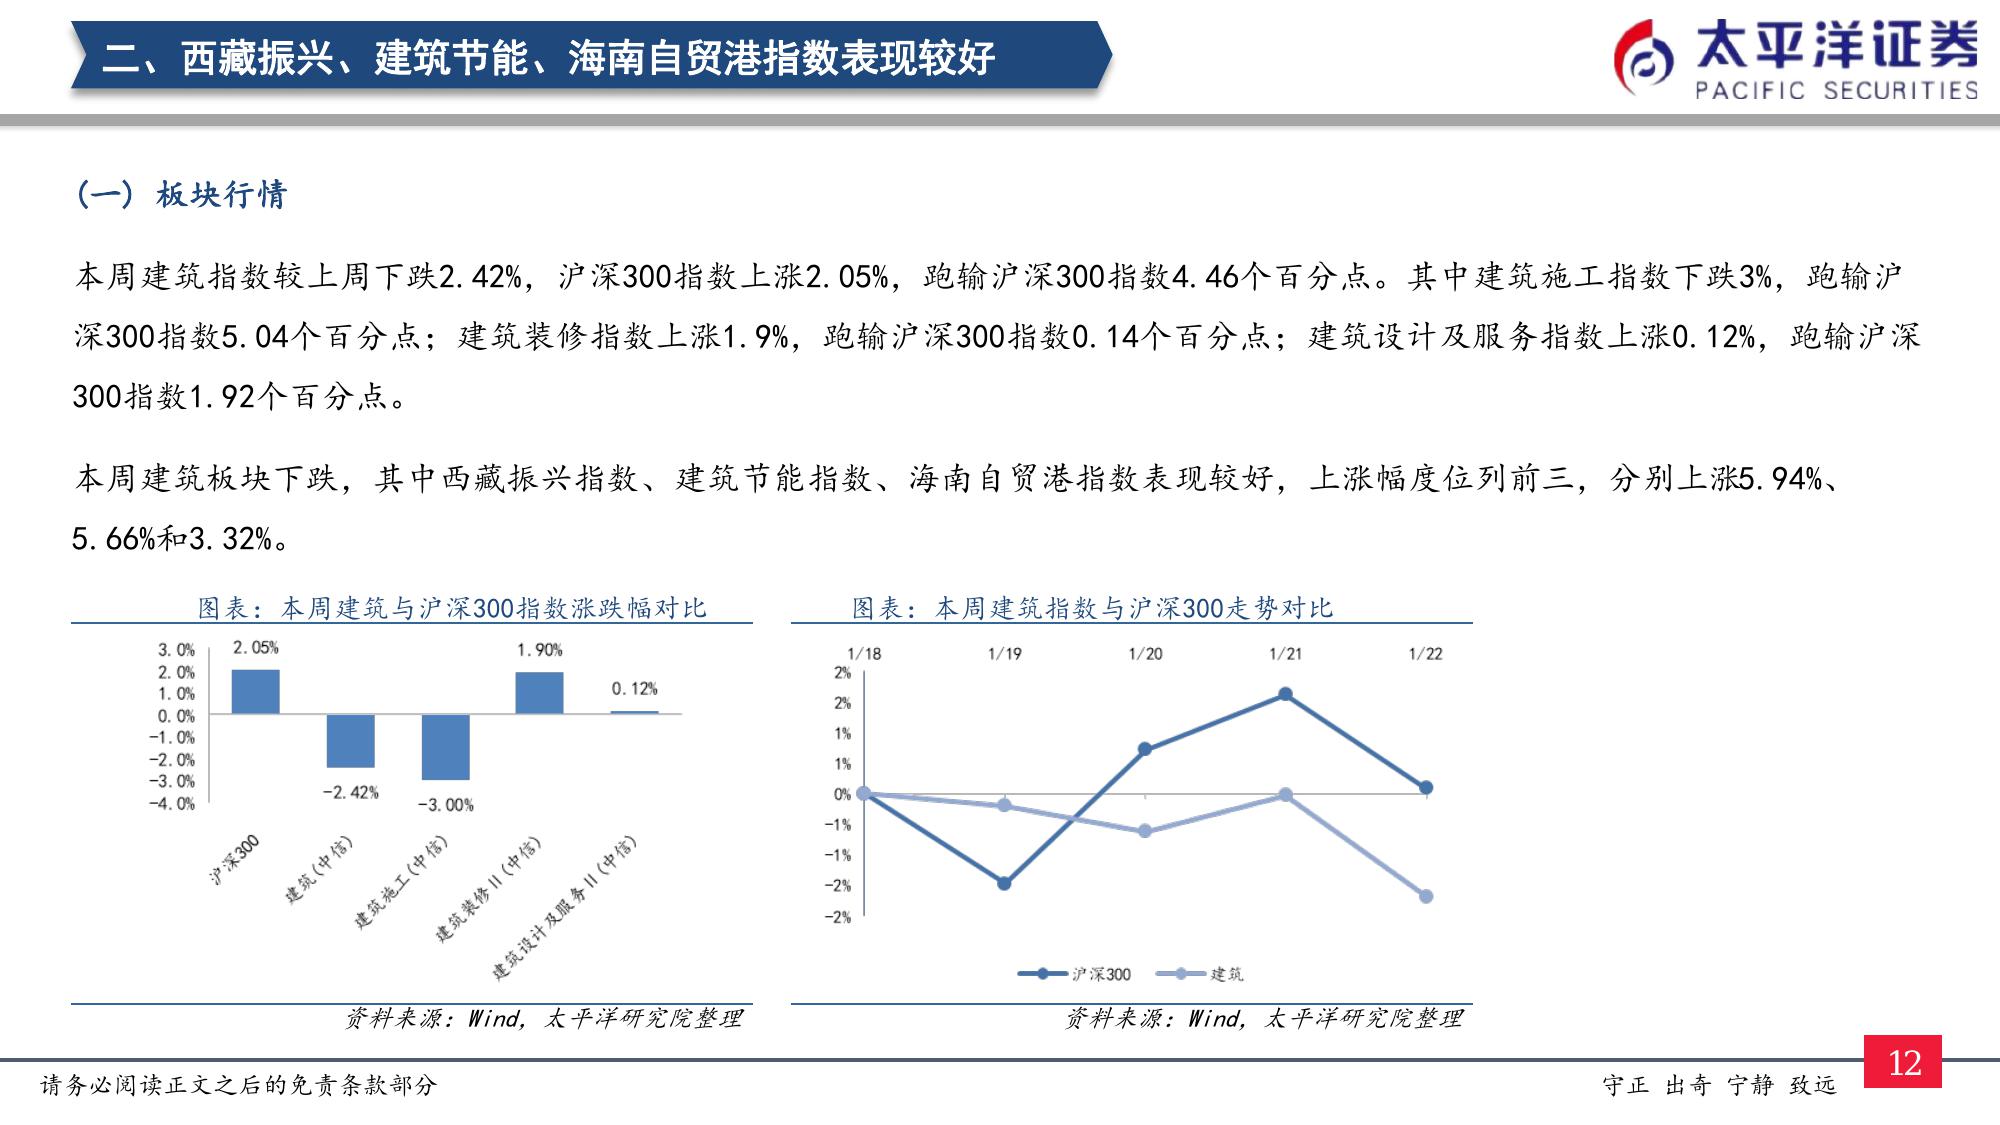 二、西藏振兴、建筑节能、海南自贸港指数表现较好
太平洋证券
PACIFIC SECURITIES
(一) 板块行情
本周建筑指数较上周下跌2.42%，沪深300指数上涨2.05%，跑输沪深300指数4.46个百分点。其中建筑施工指数下跌3%，跑输沪
深300指数5.04个百分点；建筑装修指数上涨1.9%，跑输沪深300指数0.14个百分点；建筑设计及服务指数上涨0.12%，跑输沪深
300指数1.92个百分点。
本周建筑板块下跌，其中西藏振兴指数、建筑节能指数、海南自贸港指数表现较好，上涨幅度位列前三，分别上涨5.94%、
5.66%和3.32%。
图表：本周建筑与沪深300指数涨跌幅对比
3.0%
2.0%
1.0%
0.0%
-1.0%
-2.0%
-3.0%
-4.0%
2.05%
-2.42%
-3.00%
1.90%
0.12%
沪深300
建筑(中信)
建筑施工(中信)
建筑装修Ⅱ(中信)
建筑设计及服务Ⅱ(中信)
资料来源：Wind，太平洋研究院整理
图表：本周建筑指数与沪深300走势对比
1/18 1/19 1/20 1/21 1/22
2%
2%
1%
1%
0%
-1%
-1%
-2%
-2%
沪深300 建筑
资料来源：Wind，太平洋研究院整理
请务必阅读正文之后的免责条款部分
守正 出奇 宁静 致远
12